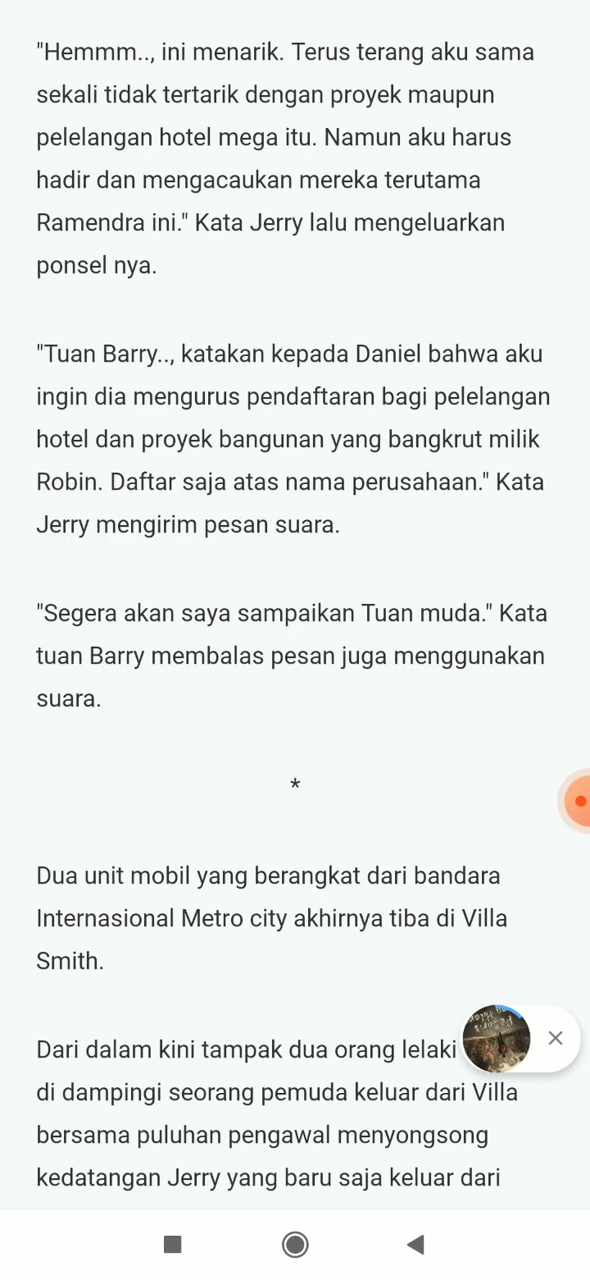 "Hemmm.., ini menarik. Terus terang aku sama
sekali tidak tertarik dengan proyek maupun
pelelangan hotel mega itu. Namun aku harus
hadir dan mengacaukan mereka terutama
Ramendra ini." Kata Jerry lalu mengeluarkan
ponsel nya.
"Tuan Barry.., katakan kepada Daniel bahwa aku
ingin dia mengurus pendaftaran bagi pelelangan
hotel dan proyek bangunan yang bangkrut milik
Robin. Daftar saja atas nama perusahaan." Kata
Jerry mengirim pesan suara.
"Segera akan saya sampaikan Tuan muda." Kata
tuan Barry membalas pesan juga menggunakan
suara.
*
Dua unit mobil yang berangkat dari bandara
Internasional Metro city akhirnya tiba di Villa
Smith.
Dari dalam kini tampak dua orang lelaki
di dampingi seorang pemuda keluar dari Villa
bersama puluhan pengawal menyongsong
kedatangan Jerry yang baru saja keluar dari